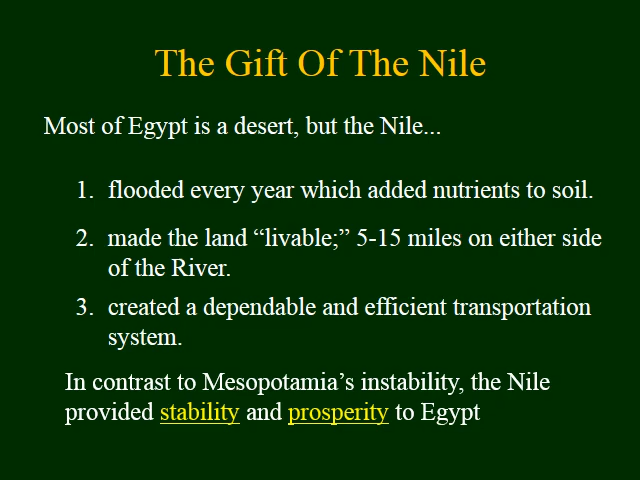 The Gift Of The Nile
Most of Egypt is a desert, but the Nile...
1. flooded every year which added nutrients to soil.
2. made the land “livable;” 5-15 miles on either side
of the River.
3. created a dependable and efficient transportation
system.
In contrast to Mesopotamia’s instability, the Nile
provided stability and prosperity to Egypt